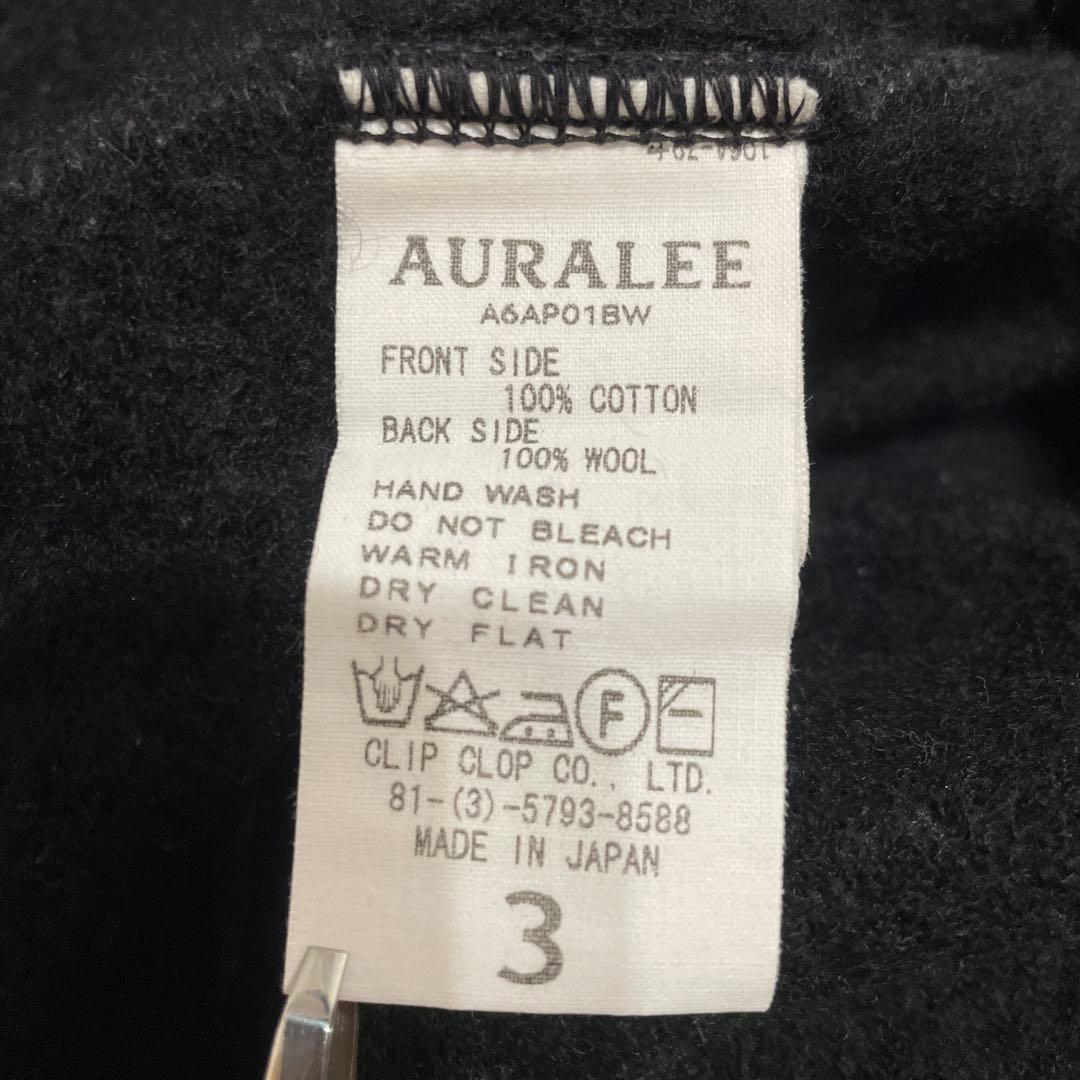 AURALEE
A6AP01BW
FRONT SIDE
100% COTTON
BACK SIDE
100% WOOL
HAND WASH
DO NOT BLEACH
WARM IRON
DRY CLEAN
DRY FLAT
F
CLIP CLOP CO., LTD.
81-(3)-5793-8588
MADE IN JAPAN
3